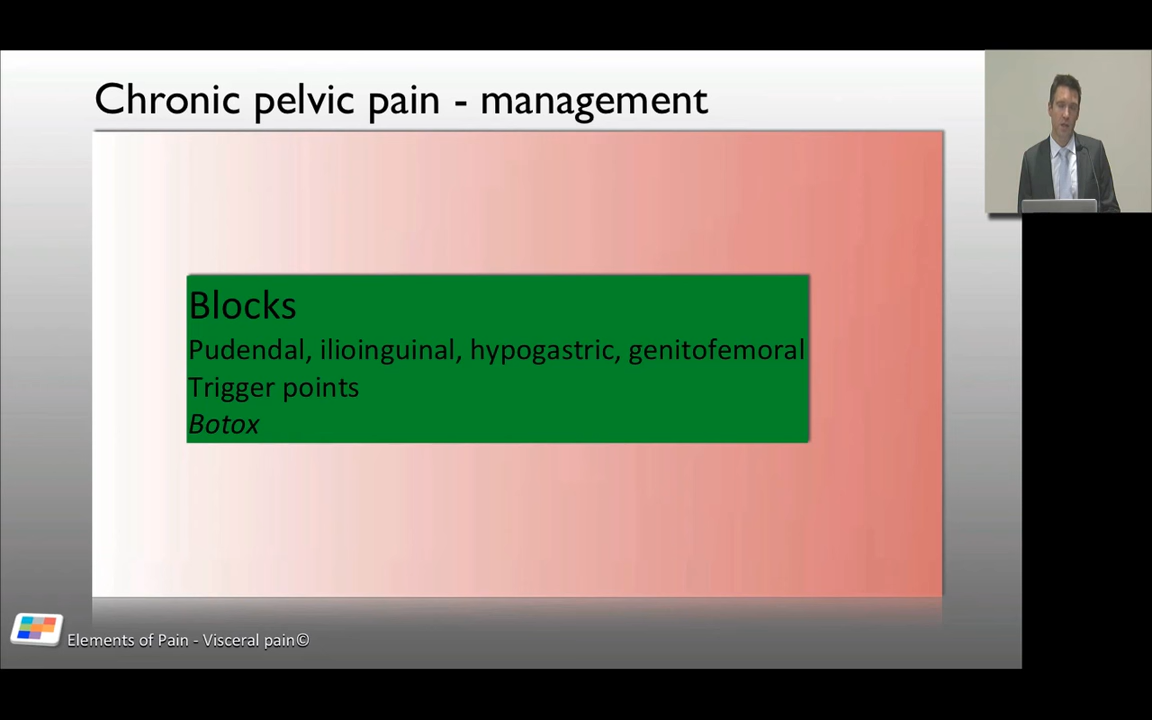 Chronic pelvic pain - management
Blocks
Pudendal, ilioinguinal, hypogastric, genitofemoral
Trigger points
Botox
Elements of Pain - Visceral pain©